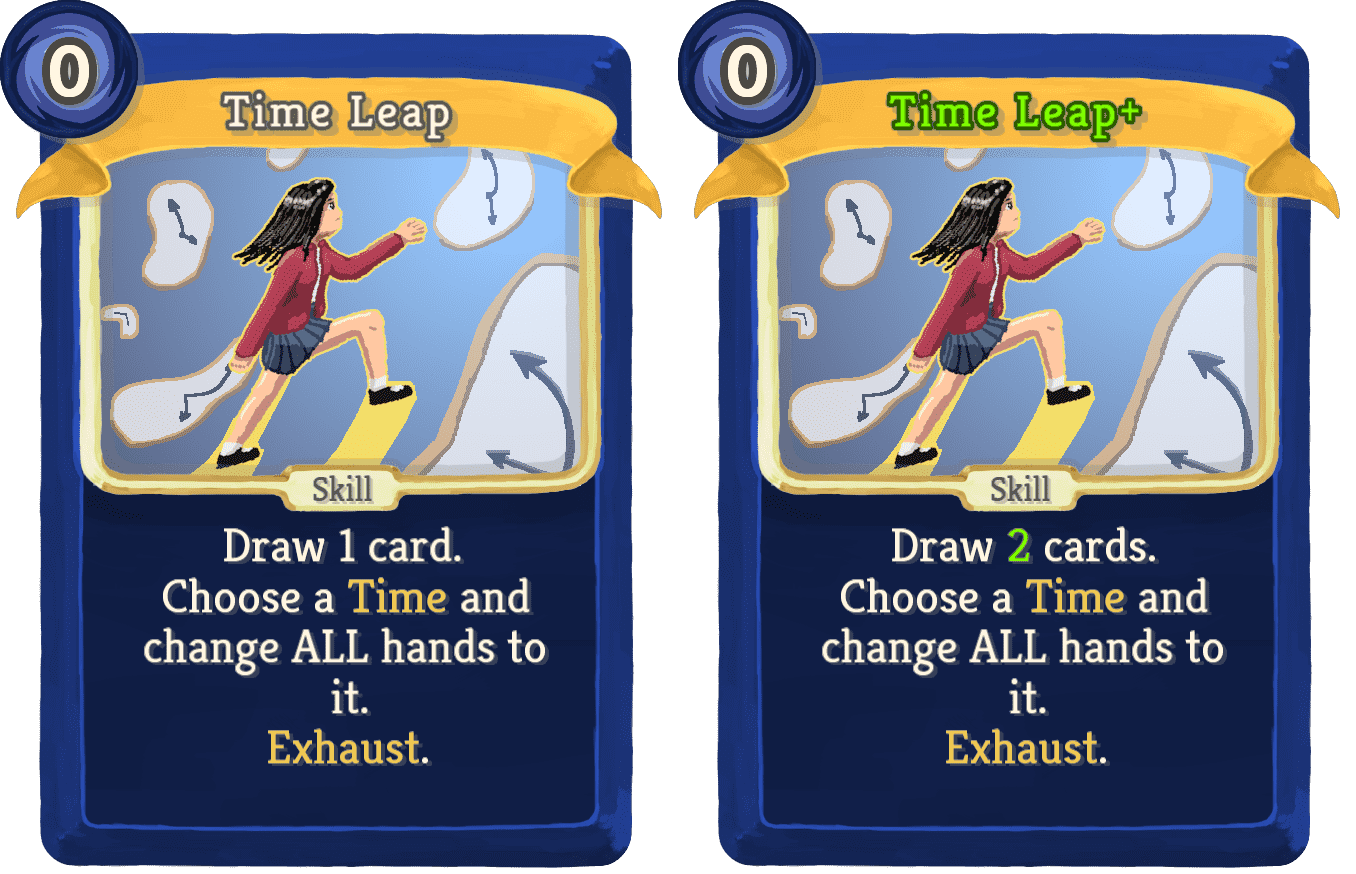 0
Time Leap
Skill
Draw 1 card.
Choose a Time and
change ALL hands to
it.
Exhaust.
0
Time Leap+
Skill
Draw 2 cards.
Choose a Time and
change ALL hands to
it.
Exhaust.